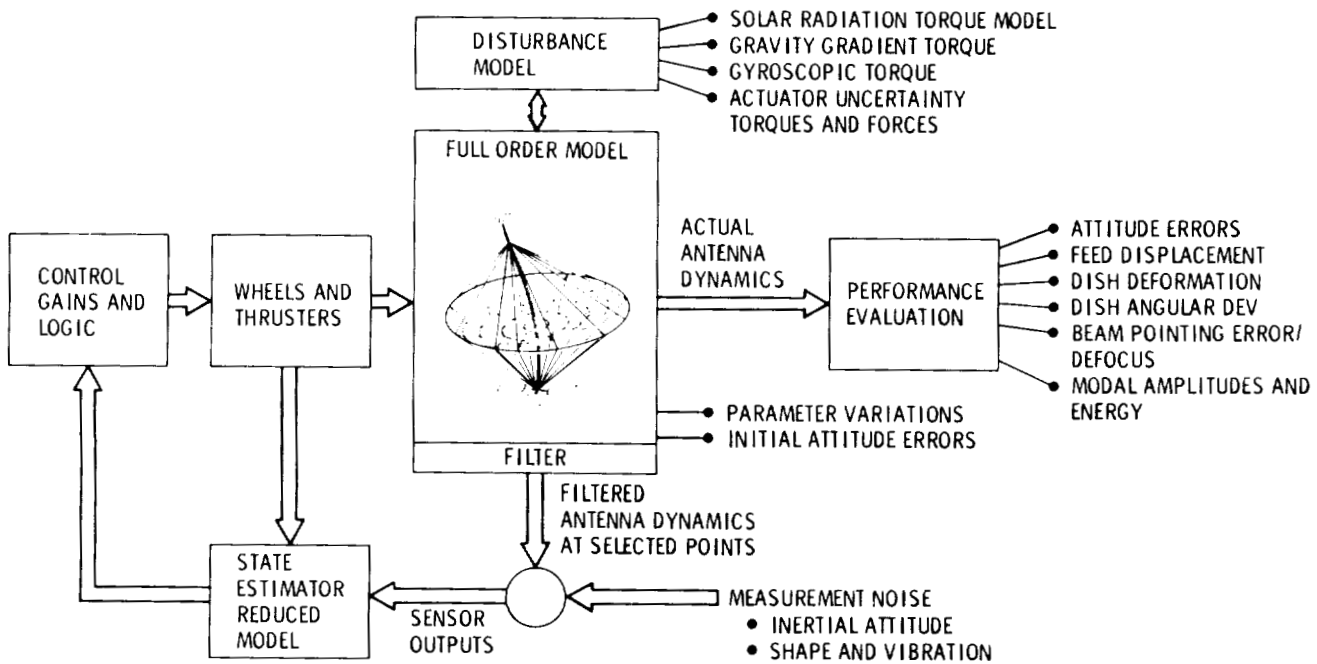 DISTURBANCE
MODEL
• SOLAR RADIATION TORQUE MODEL
• GRAVITY GRADIENT TORQUE
• GYROSCOPIC TORQUE
• ACTUATOR UNCERTAINTY
TORQUES AND FORCES
FULL ORDER MODEL
CONTROL
GAINS AND
LOGIC
WHEELS AND
THRUSTERS
ACTUAL
ANTENNA
DYNAMICS
PERFORMANCE
EVALUATION
• ATTITUDE ERRORS
• FEED DISPLACEMENT
• DISH DEFORMATION
• DISH ANGULAR DEV
• BEAM POINTING ERROR/
DEFOCUS
• MODAL AMPLITUDES AND
ENERGY
• PARAMETER VARIATIONS
• INITIAL ATTITUDE ERRORS
FILTER
FILTERED
ANTENNA DYNAMICS
AT SELECTED POINTS
STATE
ESTIMATOR
REDUCED
MODEL
SENSOR
OUTPUTS
MEASUREMENT NOISE
• INERTIAL ATTITUDE
• SHAPE AND VIBRATION